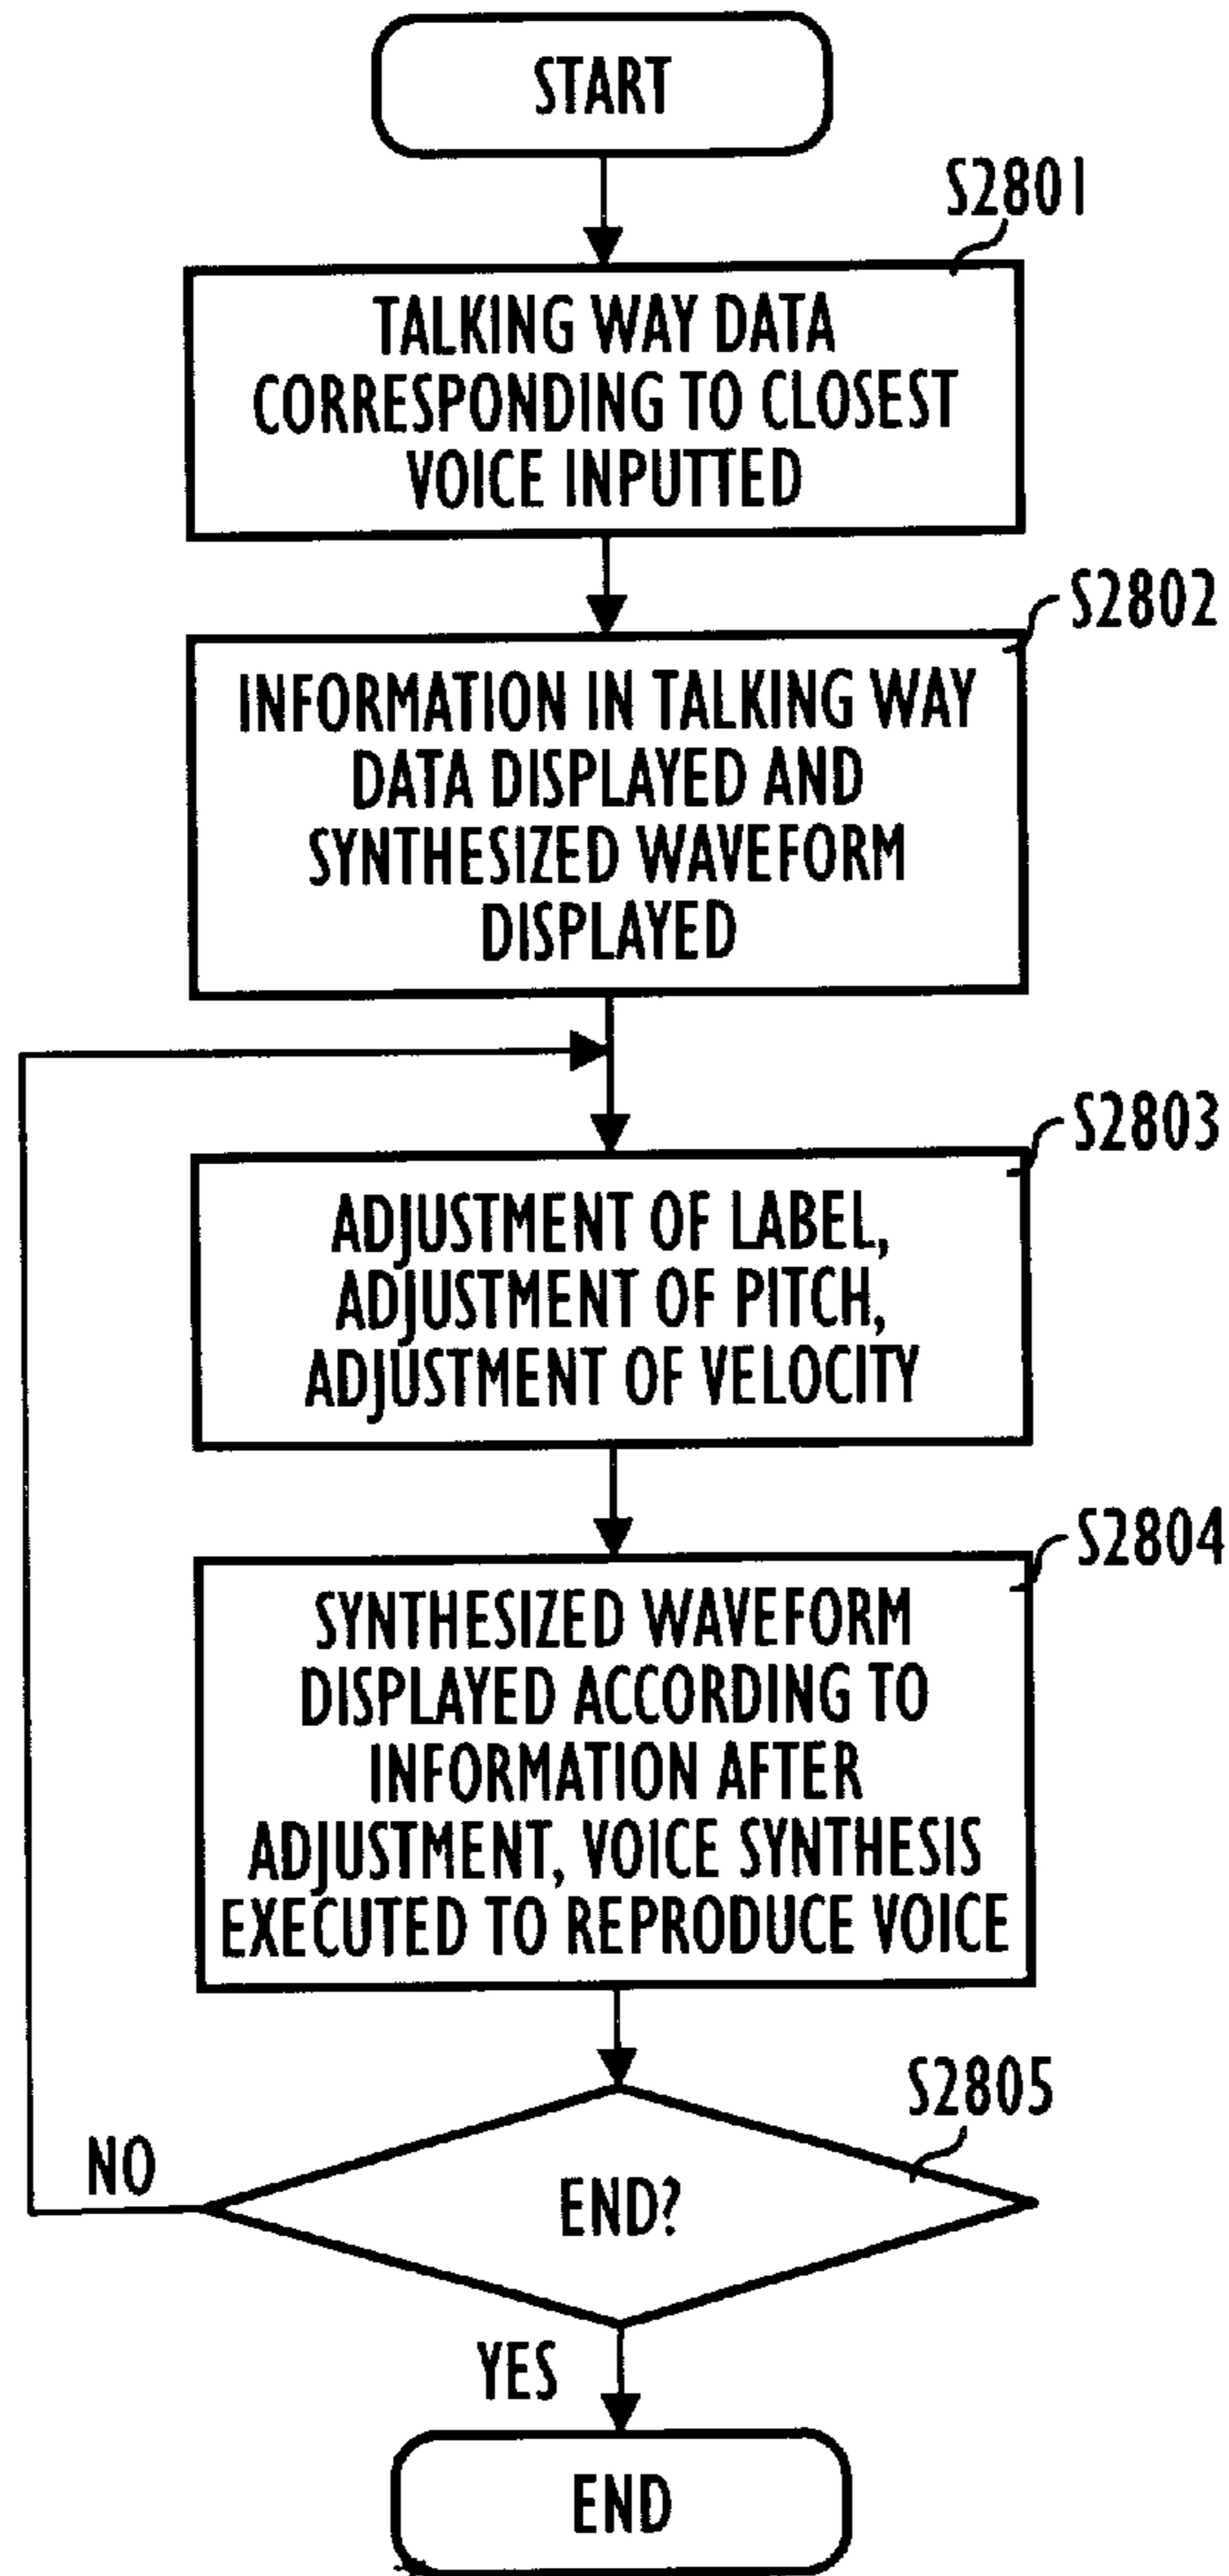 START
S2801
TALKING WAY DATA
CORRESPONDING TO CLOSEST
VOICE INPUTTED
S2802
INFORMATION IN TALKING WAY
DATA DISPLAYED AND
SYNTHESIZED WAVEFORM
DISPLAYED
S2803
ADJUSTMENT OF LABEL,
ADJUSTMENT OF PITCH,
ADJUSTMENT OF VELOCITY
S2804
SYNTHESIZED WAVEFORM
DISPLAYED ACCORDING TO
INFORMATION AFTER
ADJUSTMENT, VOICE SYNTHESIS
EXECUTED TO REPRODUCE VOICE
S2805
NO
END?
YES
END